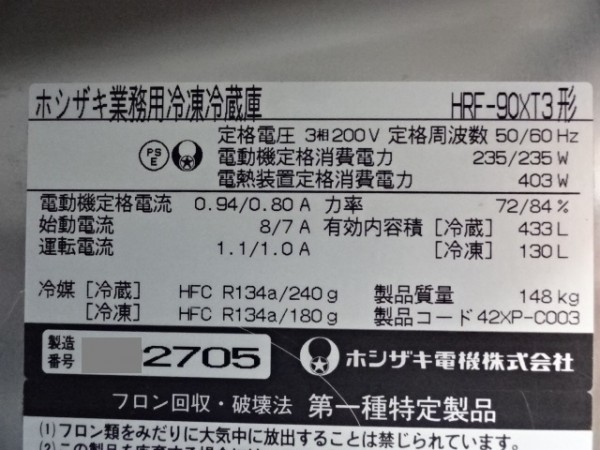 ホシザキ業務用冷凍冷蔵庫 HRF-90XT3形
定格電圧 3相200V 定格周波数 50/60 Hz
PS E 電動機定格消費電力 235/235 W
電熱装置定格消費電力 403 W
電動機定格電流 0.94/0.80 A 力率 72/84 %
始動電流 8/7 A 有効内容積 [冷蔵] 433 L
運転電流 1.1/1.0 A [冷凍] 130 L
冷媒 [冷蔵] HFC R134a/240 g 製品質量 148 kg
[冷凍] HFC R134a/180 g 製品コード 42XP-C003
製造番号 2705 ホシザキ電機株式会社
フロン回収・破壊法 第一種特定製品
(1)フロン類をみだりに大気中に放出することは禁じられています。